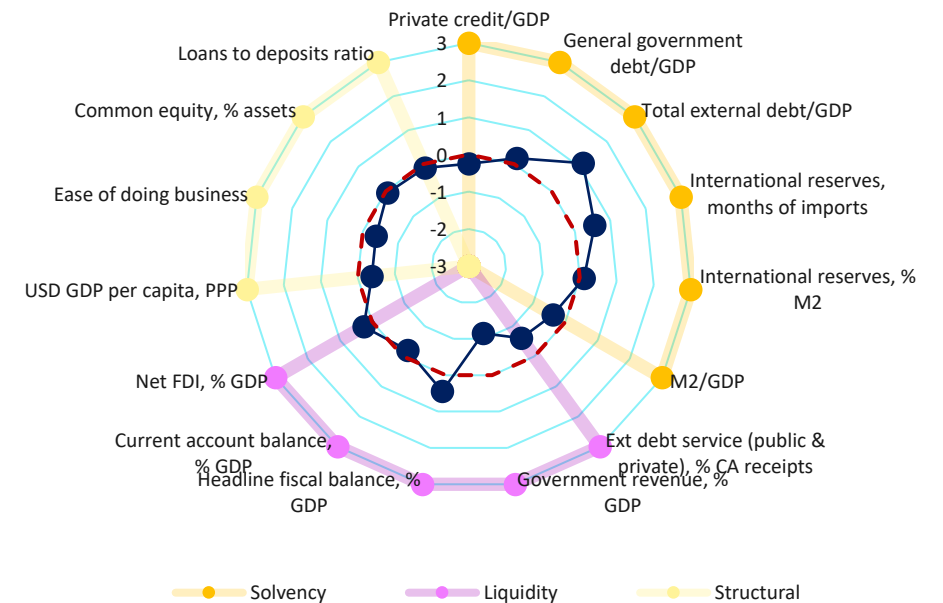 Private credit/GDP
General government
debt/GDP
Total external debt/GDP
International reserves,
months of imports
International reserves, %
M2
M2/GDP
Ext debt service (public &
private), % CA receipts
Government revenue, %
GDP
Headline fiscal balance, %
GDP
Current account balance,
% GDP
Net FDI, % GDP
USD GDP per capita, PPP
Ease of doing business
Common equity, % assets
Loans to deposits ratio
3
2
1
0
-1
-2
-3
Solvency
Liquidity
Structural